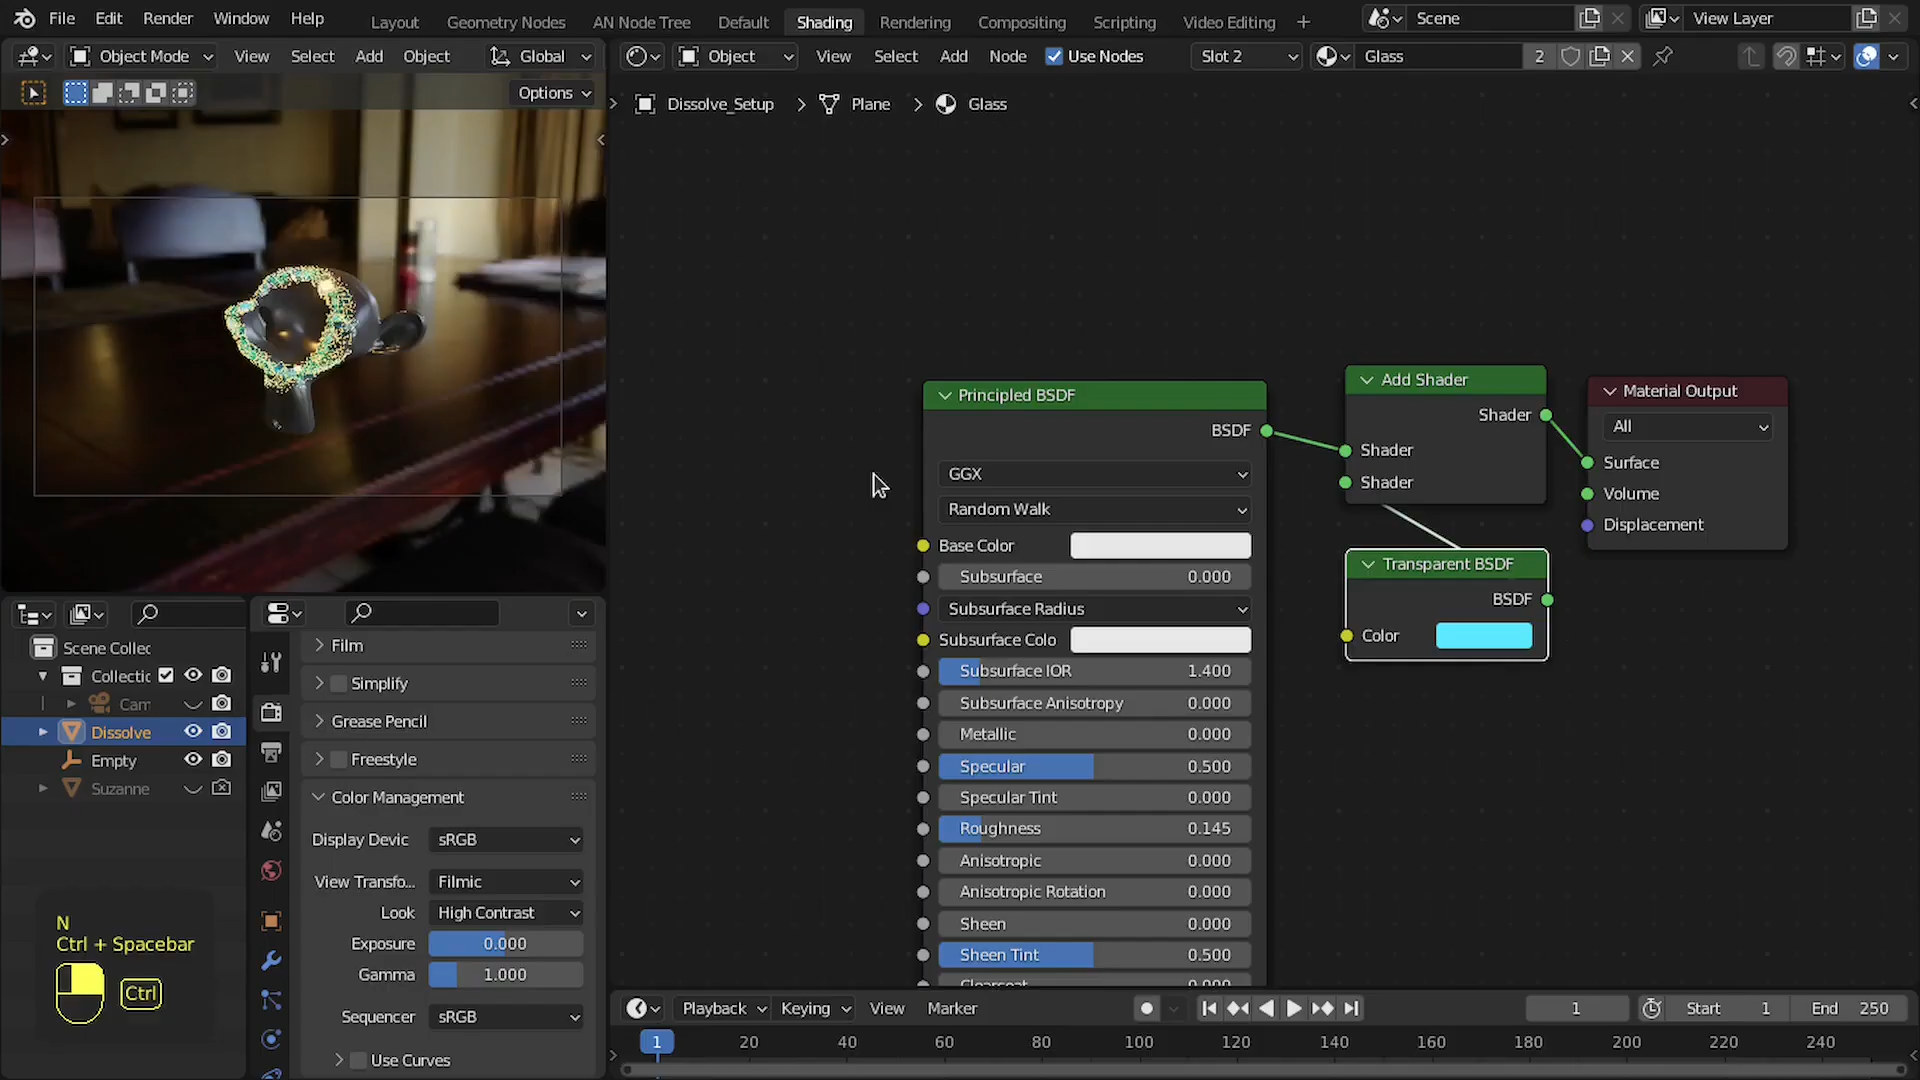 File Edit Render Window Help Layout Geometry Nodes AN Node Tree Default Shading Rendering Compositing Scripting Video Editing + Scene View Layer
Object Mode View Select Add Object Global Object View Select Add Node Use Nodes Slot 2 Glass 2
Options
Dissolve_Setup > Plane > Glass
Principled BSDF
BSDF
GGX
Random Walk
Base Color
Subsurface 0.000
Subsurface Radius
Subsurface Colo
Subsurface IOR 1.400
Subsurface Anisotropy 0.000
Metallic 0.000
Specular 0.500
Specular Tint 0.000
Roughness 0.145
Anisotropic 0.000
Anisotropic Rotation 0.000
Sheen 0.000
Sheen Tint 0.500
Add Shader
Shader
Shader
Shader
Transparent BSDF
BSDF
Color
Material Output
All
Surface
Volume
Displacement
Scene Collec
Collectic
Cam
Dissolve
Empty
Suzanne
Film
Simplify
Grease Pencil
Freestyle
Color Management
Display Devic sRGB
View Transfo... Filmic
Look High Contrast
Exposure 0.000
Gamma 1.000
Sequencer sRGB
Use Curves
N
Ctrl + Spacebar
Ctrl
Playback Keying View Marker 1 Start 1 End 250
1 20 40 60 80 100 120 140 160 180 200 220 240